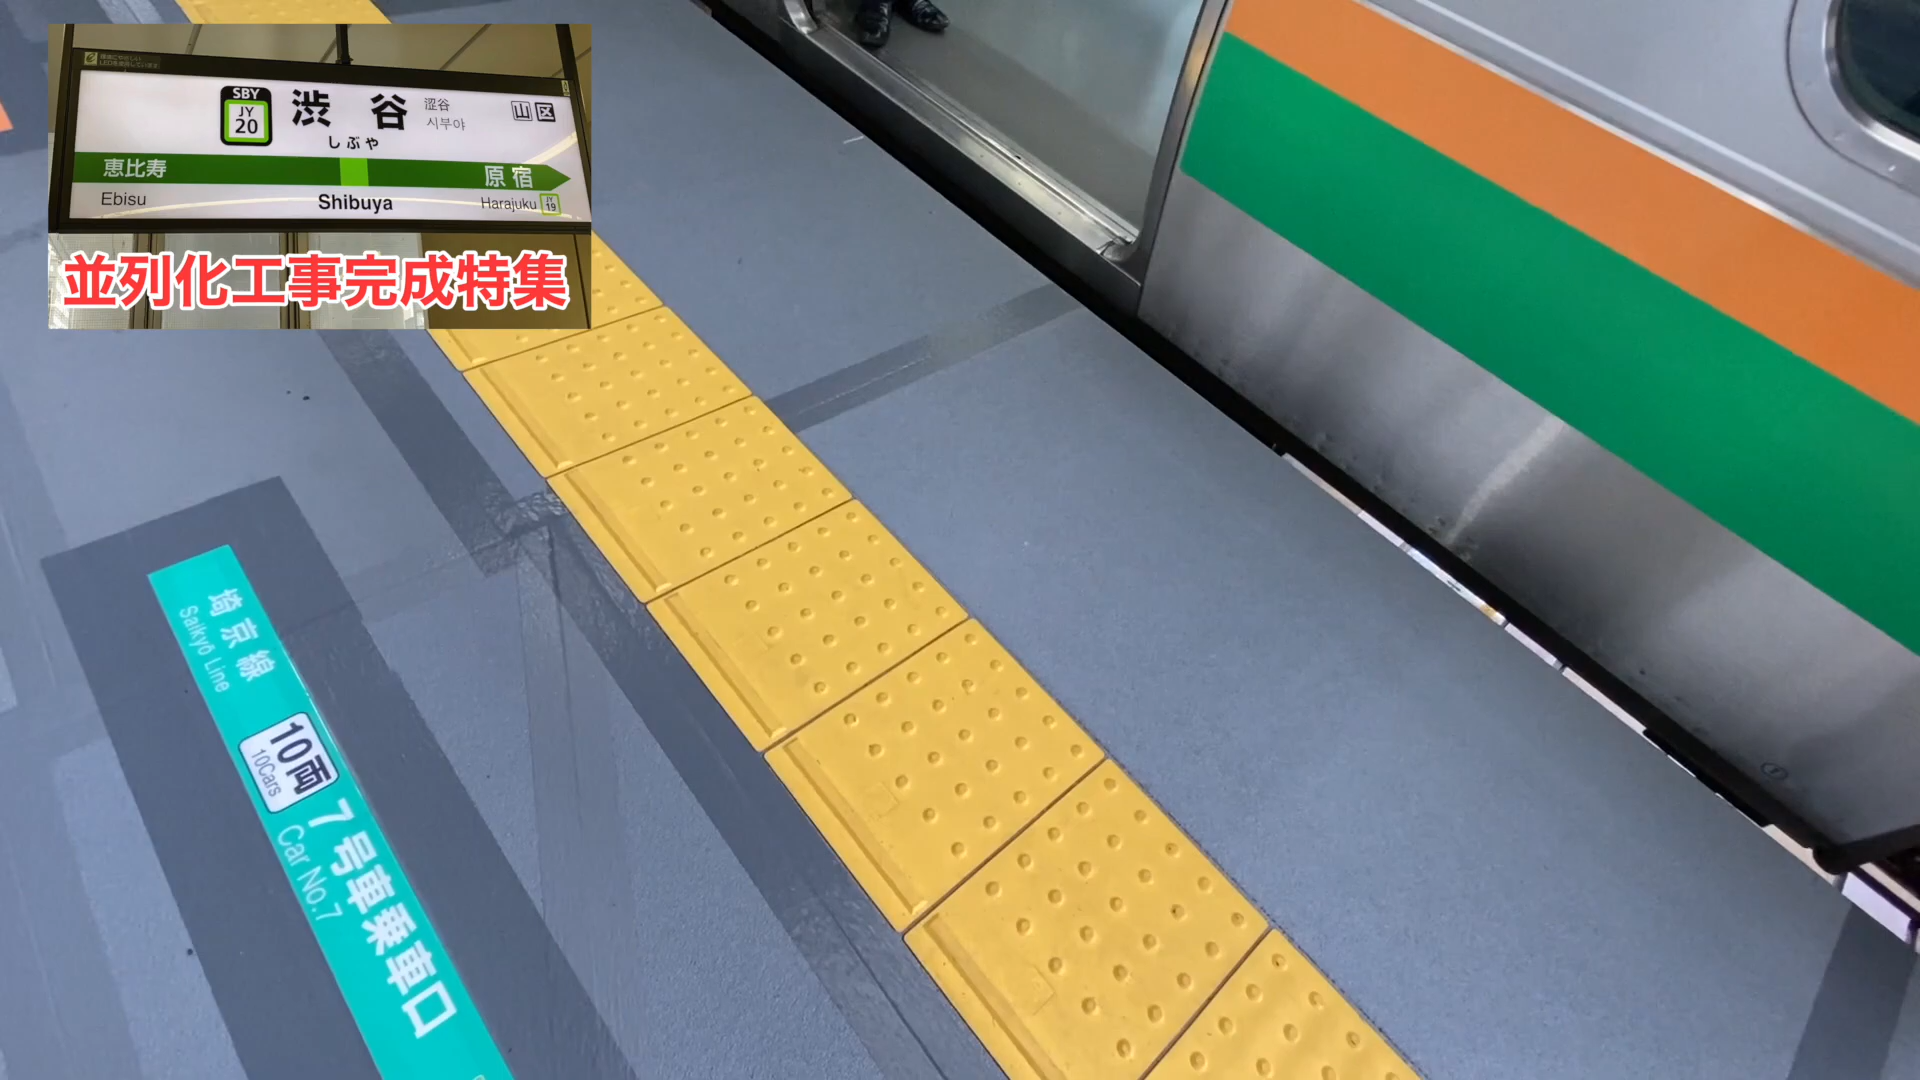 SBY
JY
20
渋谷
涩谷
시부야
山区
しぶや
恵比寿
原宿
Ebisu
Shibuya
Harajuku
JY
19
並列化工事完成特集
埼京線
Saikyō Line
10両
10Cars
7号車乗車口
Car No.7